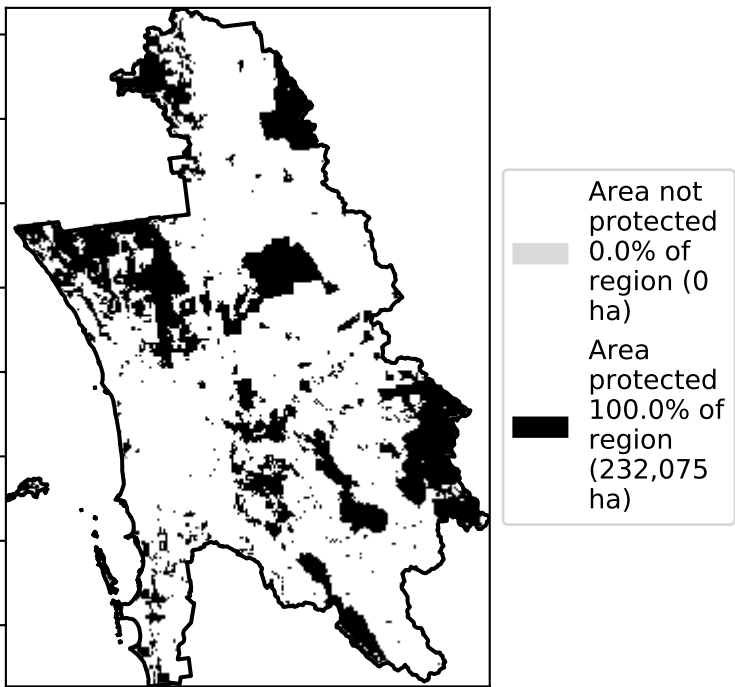 Area not
protected
0.0% of
region (0
ha)
Area
protected
100.0% of
region
(232,075
ha)